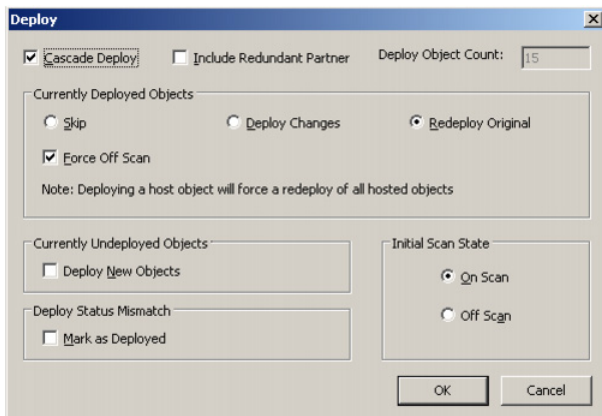 Deploy
Cascade Deploy Include Redundant Partner Deploy Object Count: 15
Currently Deployed Objects
Skip Deploy Changes Redeploy Original
Force Off Scan
Note: Deploying a host object will force a redeploy of all hosted objects
Currently Undeployed Objects
Deploy New Objects
Deploy Status Mismatch
Mark as Deployed
Initial Scan State
On Scan
Off Scan
OK Cancel